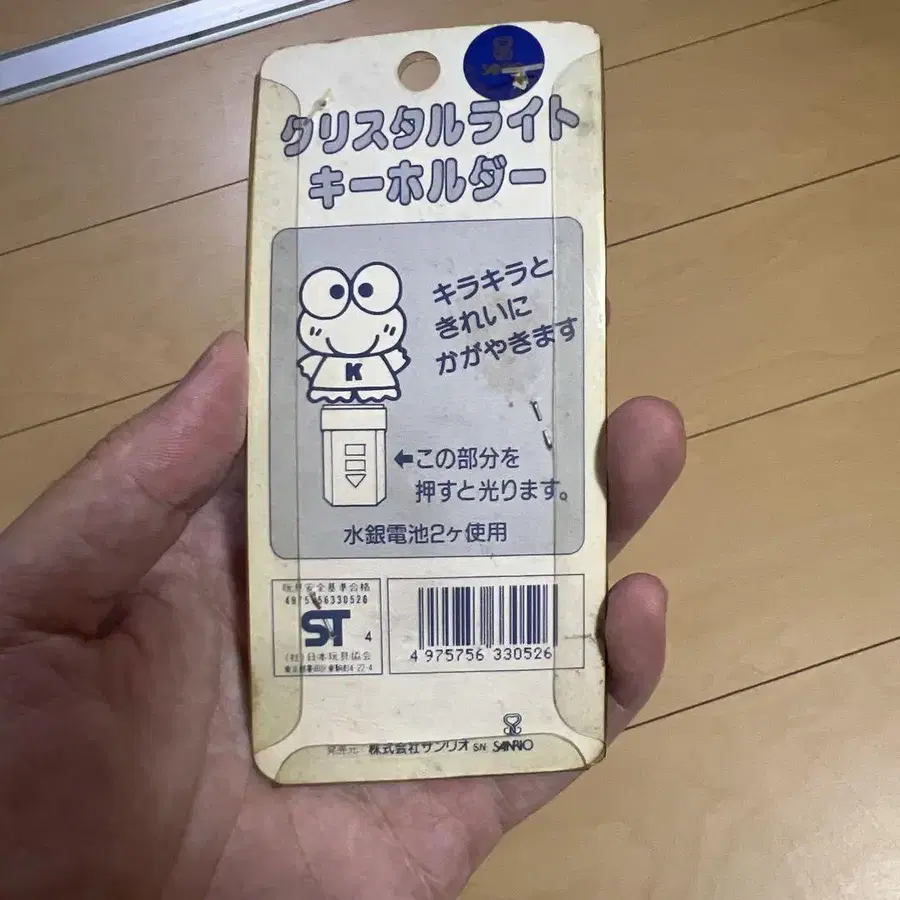 クリスタルライト
キーホルダー
キラキラと
きれいに
かがやきます
K
←この部分を
押すと光ります。
水銀電池2ヶ使用
玩具安全基準合格
ST 4
(社)日本玩具協会
4 975756 330526
発売元 株式会社サンリオ SN SANRIO